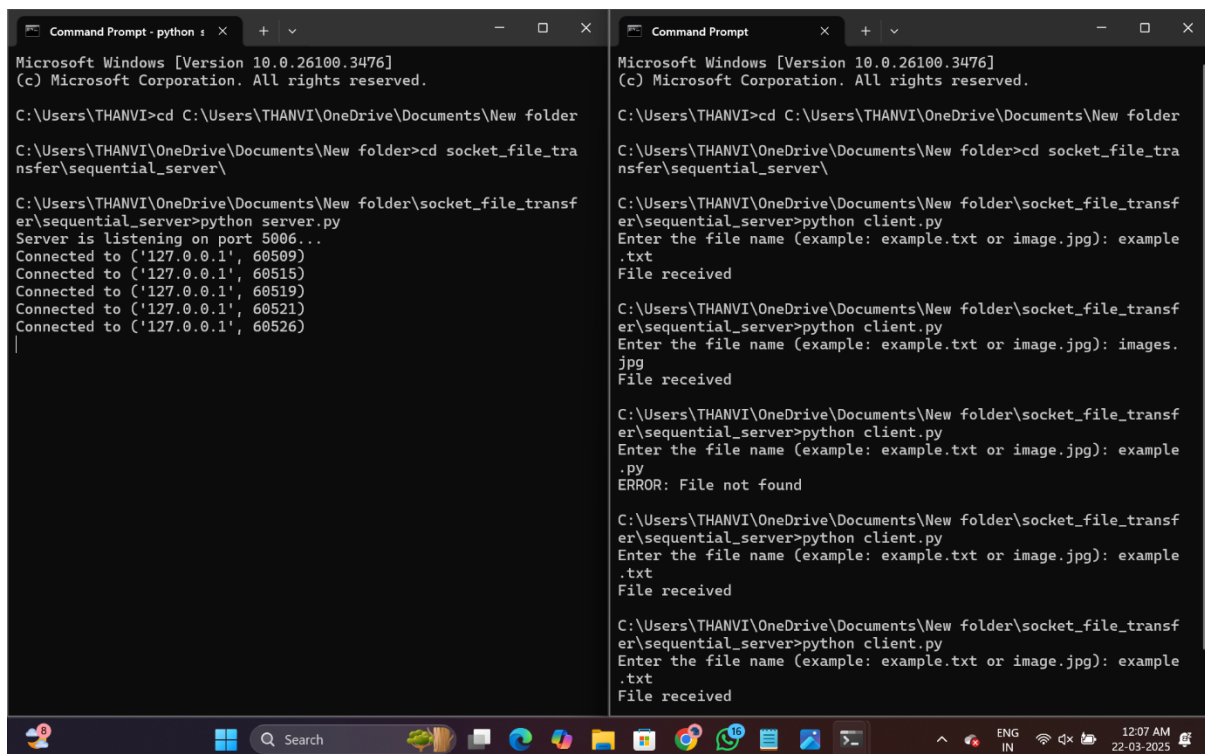 Command Prompt - python s
Microsoft Windows [Version 10.0.26100.3476]
(c) Microsoft Corporation. All rights reserved.
C:\Users\THANVI>cd C:\Users\THANVI\OneDrive\Documents\New folder
C:\Users\THANVI\OneDrive\Documents\New folder>cd socket_file_tra
nsfer\sequential_server\
C:\Users\THANVI\OneDrive\Documents\New folder\socket_file_transf
er\sequential_server>python server.py
Server is listening on port 5006...
Connected to ('127.0.0.1', 60509)
Connected to ('127.0.0.1', 60515)
Connected to ('127.0.0.1', 60519)
Connected to ('127.0.0.1', 60521)
Connected to ('127.0.0.1', 60526)
Command Prompt
Microsoft Windows [Version 10.0.26100.3476]
(c) Microsoft Corporation. All rights reserved.
C:\Users\THANVI>cd C:\Users\THANVI\OneDrive\Documents\New folder
C:\Users\THANVI\OneDrive\Documents\New folder>cd socket_file_tra
nsfer\sequential_server\
C:\Users\THANVI\OneDrive\Documents\New folder\socket_file_transf
er\sequential_server>python client.py
Enter the file name (example: example.txt or image.jpg): example
.txt
File received
C:\Users\THANVI\OneDrive\Documents\New folder\socket_file_transf
er\sequential_server>python client.py
Enter the file name (example: example.txt or image.jpg): images.
jpg
File received
C:\Users\THANVI\OneDrive\Documents\New folder\socket_file_transf
er\sequential_server>python client.py
Enter the file name (example: example.txt or image.jpg): example
.py
ERROR: File not found
C:\Users\THANVI\OneDrive\Documents\New folder\socket_file_transf
er\sequential_server>python client.py
Enter the file name (example: example.txt or image.jpg): example
.txt
File received
C:\Users\THANVI\OneDrive\Documents\New folder\socket_file_transf
er\sequential_server>python client.py
Enter the file name (example: example.txt or image.jpg): example
.txt
File received
8
Search
16
ENG
IN
12:07 AM
22-03-2025